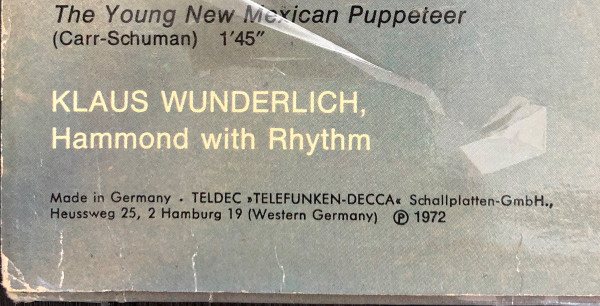 The Young New Mexican Puppeteer
(Carr-Schuman) 1'45"
KLAUS WUNDERLICH,
Hammond with Rhythm
Made in Germany · TELDEC »TELEFUNKEN-DECCA« Schallplatten-GmbH.,
Heussweg 25, 2 Hamburg 19 (Western Germany) ℗ 1972